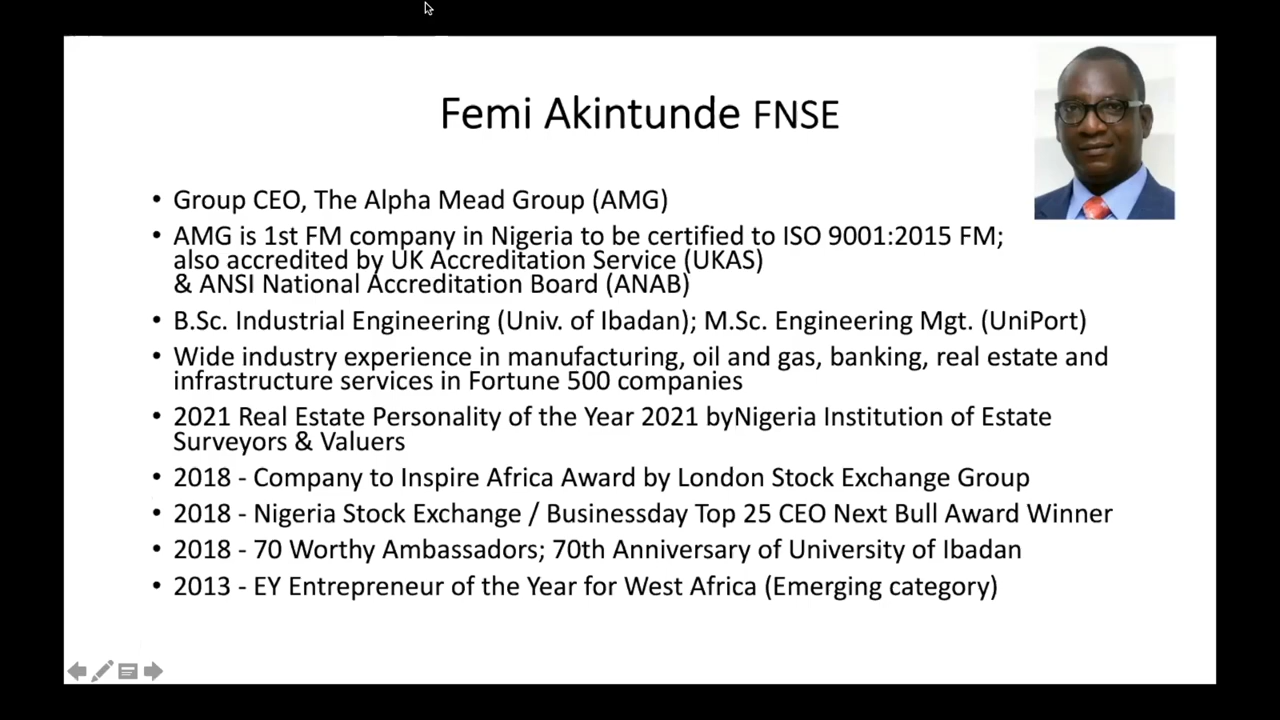 Femi Akintunde FNSE
• Group CEO, The Alpha Mead Group (AMG)
• AMG is 1st FM company in Nigeria to be certified to ISO 9001:2015 FM;
also accredited by UK Accreditation Service (UKAS)
& ANSI National Accreditation Board (ANAB)
• B.Sc. Industrial Engineering (Univ. of Ibadan); M.Sc. Engineering Mgt. (UniPort)
• Wide industry experience in manufacturing, oil and gas, banking, real estate and
infrastructure services in Fortune 500 companies
• 2021 Real Estate Personality of the Year 2021 byNigeria Institution of Estate
Surveyors & Valuers
• 2018 - Company to Inspire Africa Award by London Stock Exchange Group
• 2018 - Nigeria Stock Exchange / Businessday Top 25 CEO Next Bull Award Winner
• 2018 - 70 Worthy Ambassadors; 70th Anniversary of University of Ibadan
• 2013 - EY Entrepreneur of the Year for West Africa (Emerging category)